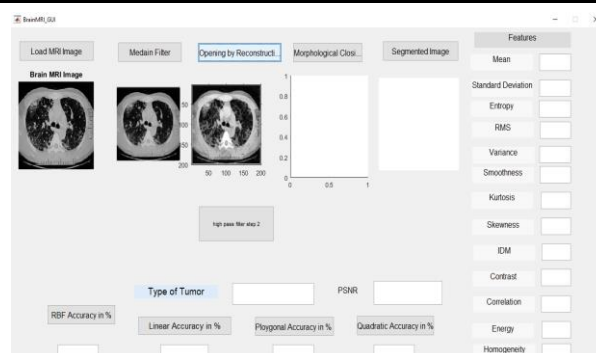 BrainMRI_GUI
Load MRI Image
Medain Filter
Opening by Reconstructi...
Morphological Closi...
Segmented Image
Features
Brain MRI Image
Mean
Standard Deviation
Entropy
RMS
Variance
Smoothness
Kurtosis
Skewness
IDM
Contrast
Correlation
Energy
Homogeneity
50
100
150
200
50 100 150 200
1
0.8
0.6
0.4
0.2
0
0 0.5 1
high pass filter step 2
Type of Tumor
PSNR
RBF Accuracy in %
Linear Accuracy in %
Ploygonal Accuracy in %
Quadratic Accuracy in %